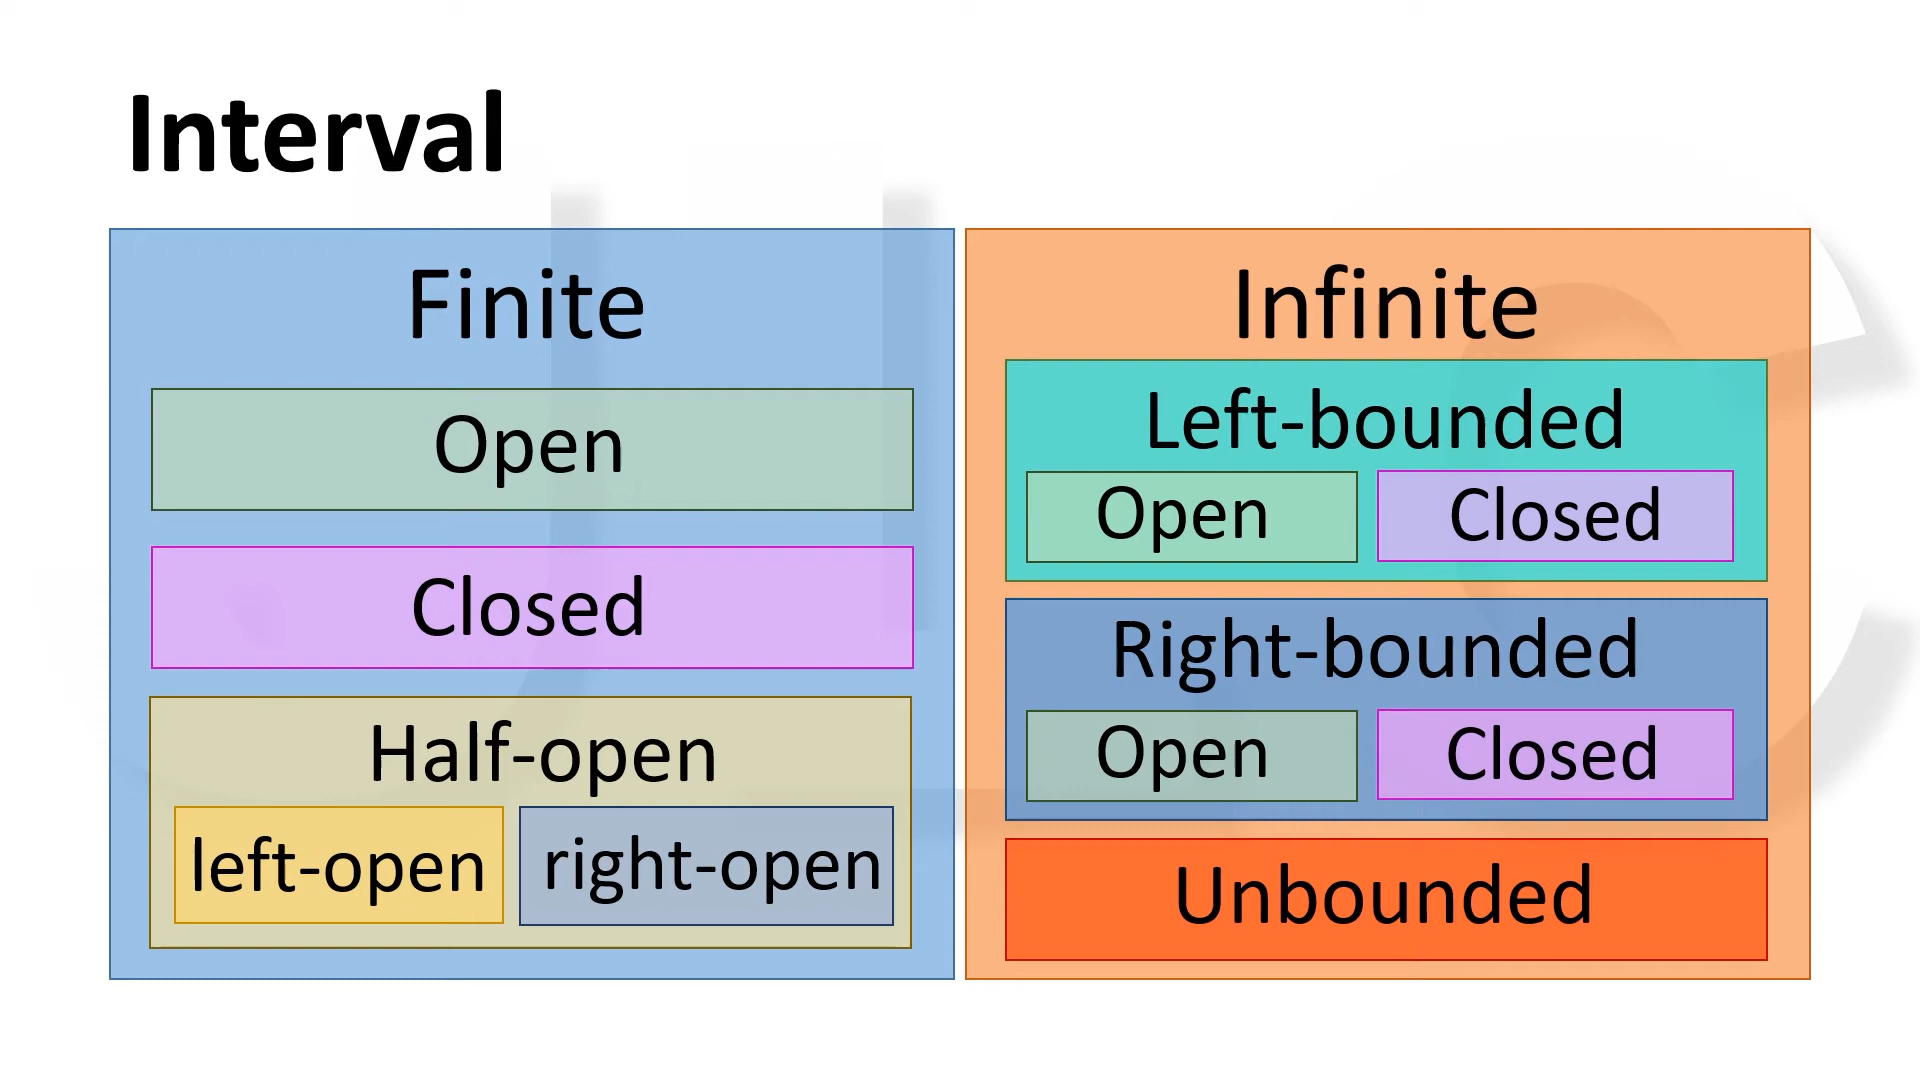 Interval
Finite
Open
Closed
Half-open
left-open
right-open
Infinite
Left-bounded
Open
Closed
Right-bounded
Open
Closed
Unbounded